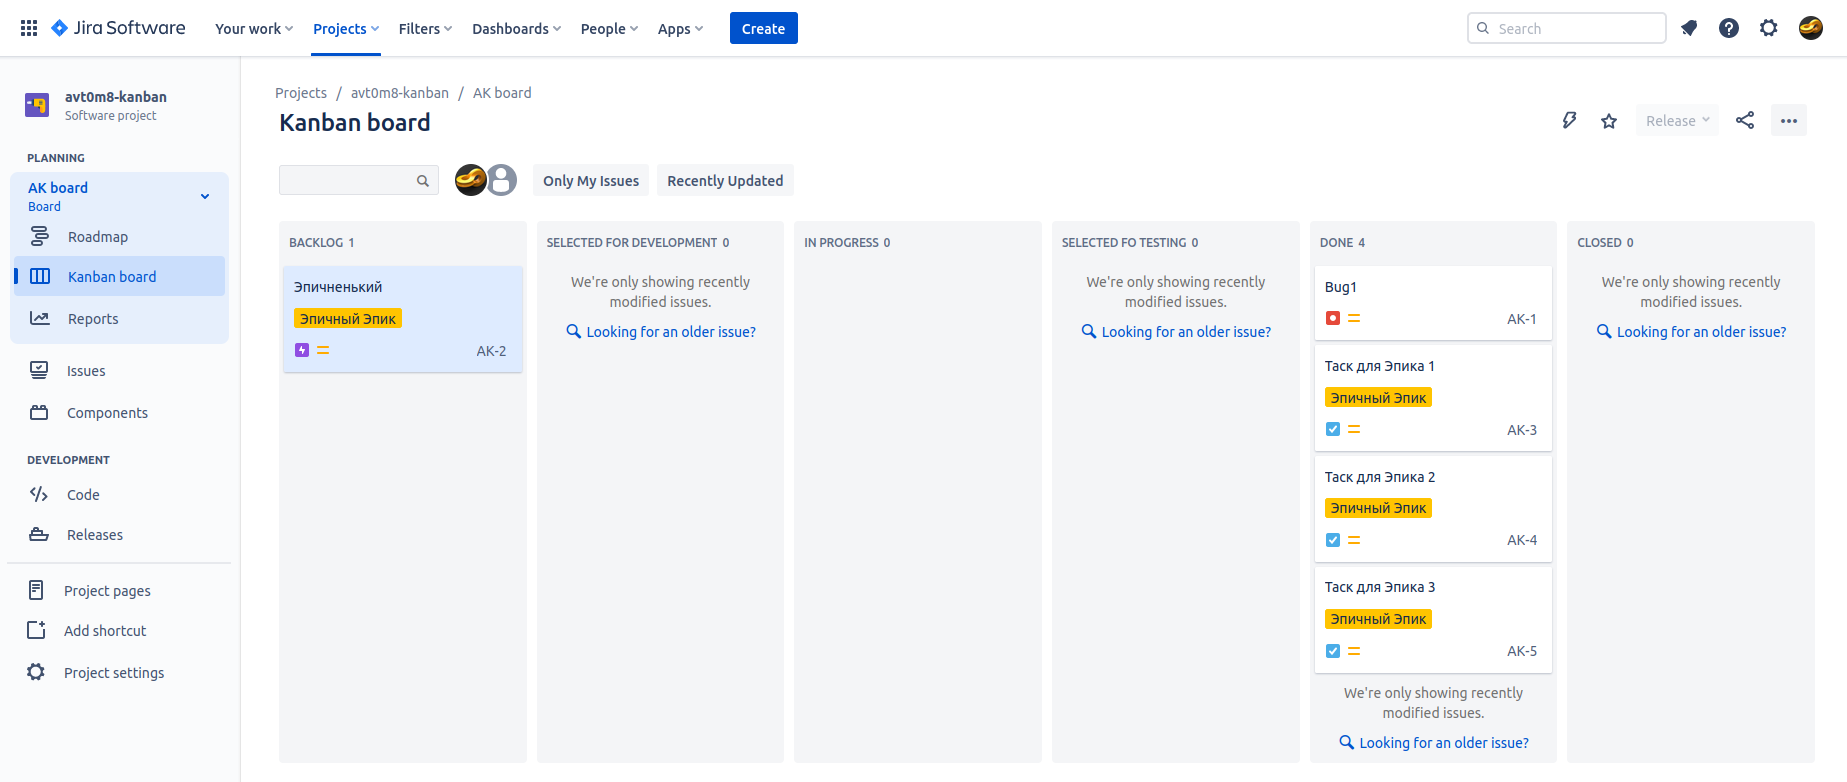 Jira Software Your work Projects Filters Dashboards People Apps Create Search
avt0m8-kanban
Software project
PLANNING
AK board
Board
Roadmap
Kanban board
Reports
Issues
Components
DEVELOPMENT
Code
Releases
Project pages
Add shortcut
Project settings
Projects / avt0m8-kanban / AK board
Kanban board
Release
Only My Issues Recently Updated
BACKLOG 1
Эпичненький
Эпичный Эпик
AK-2
SELECTED FOR DEVELOPMENT 0
We're only showing recently
modified issues.
Looking for an older issue?
IN PROGRESS 0
SELECTED FO TESTING 0
We're only showing recently
modified issues.
Looking for an older issue?
DONE 4
Bug1
AK-1
Таск для Эпика 1
Эпичный Эпик
AK-3
Таск для Эпика 2
Эпичный Эпик
AK-4
Таск для Эпика 3
Эпичный Эпик
AK-5
We're only showing recently
modified issues.
Looking for an older issue?
CLOSED 0
We're only showing recently
modified issues.
Looking for an older issue?